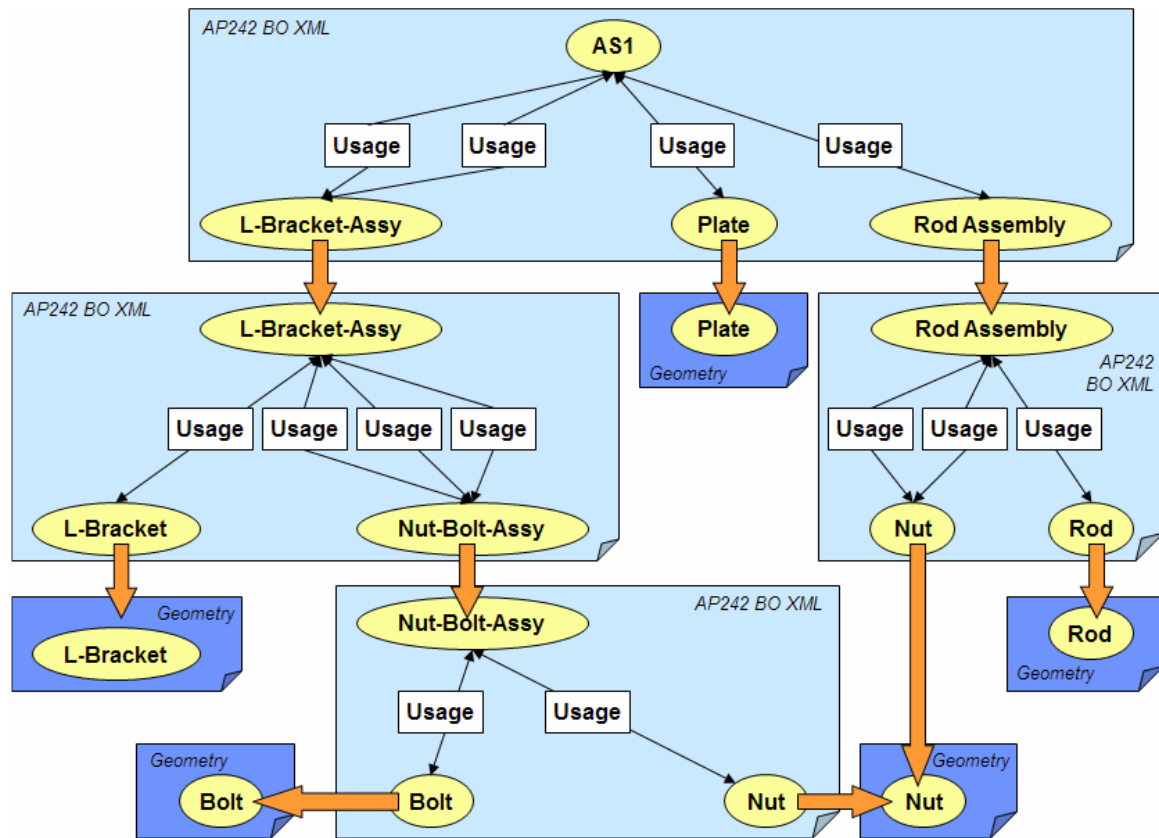 AP242 BO XML
AS1
Usage
Usage
Usage
Usage
L-Bracket-Assy
Plate
Rod Assembly
AP242 BO XML
L-Bracket-Assy
Usage
Usage
Usage
Usage
L-Bracket
Nut-Bolt-Assy
Plate
Geometry
Rod Assembly
AP242
BO XML
Usage
Usage
Usage
Nut
Rod
Geometry
L-Bracket
AP242 BO XML
Nut-Bolt-Assy
Usage
Usage
Bolt
Nut
Rod
Geometry
Geometry
Bolt
Geometry
Nut